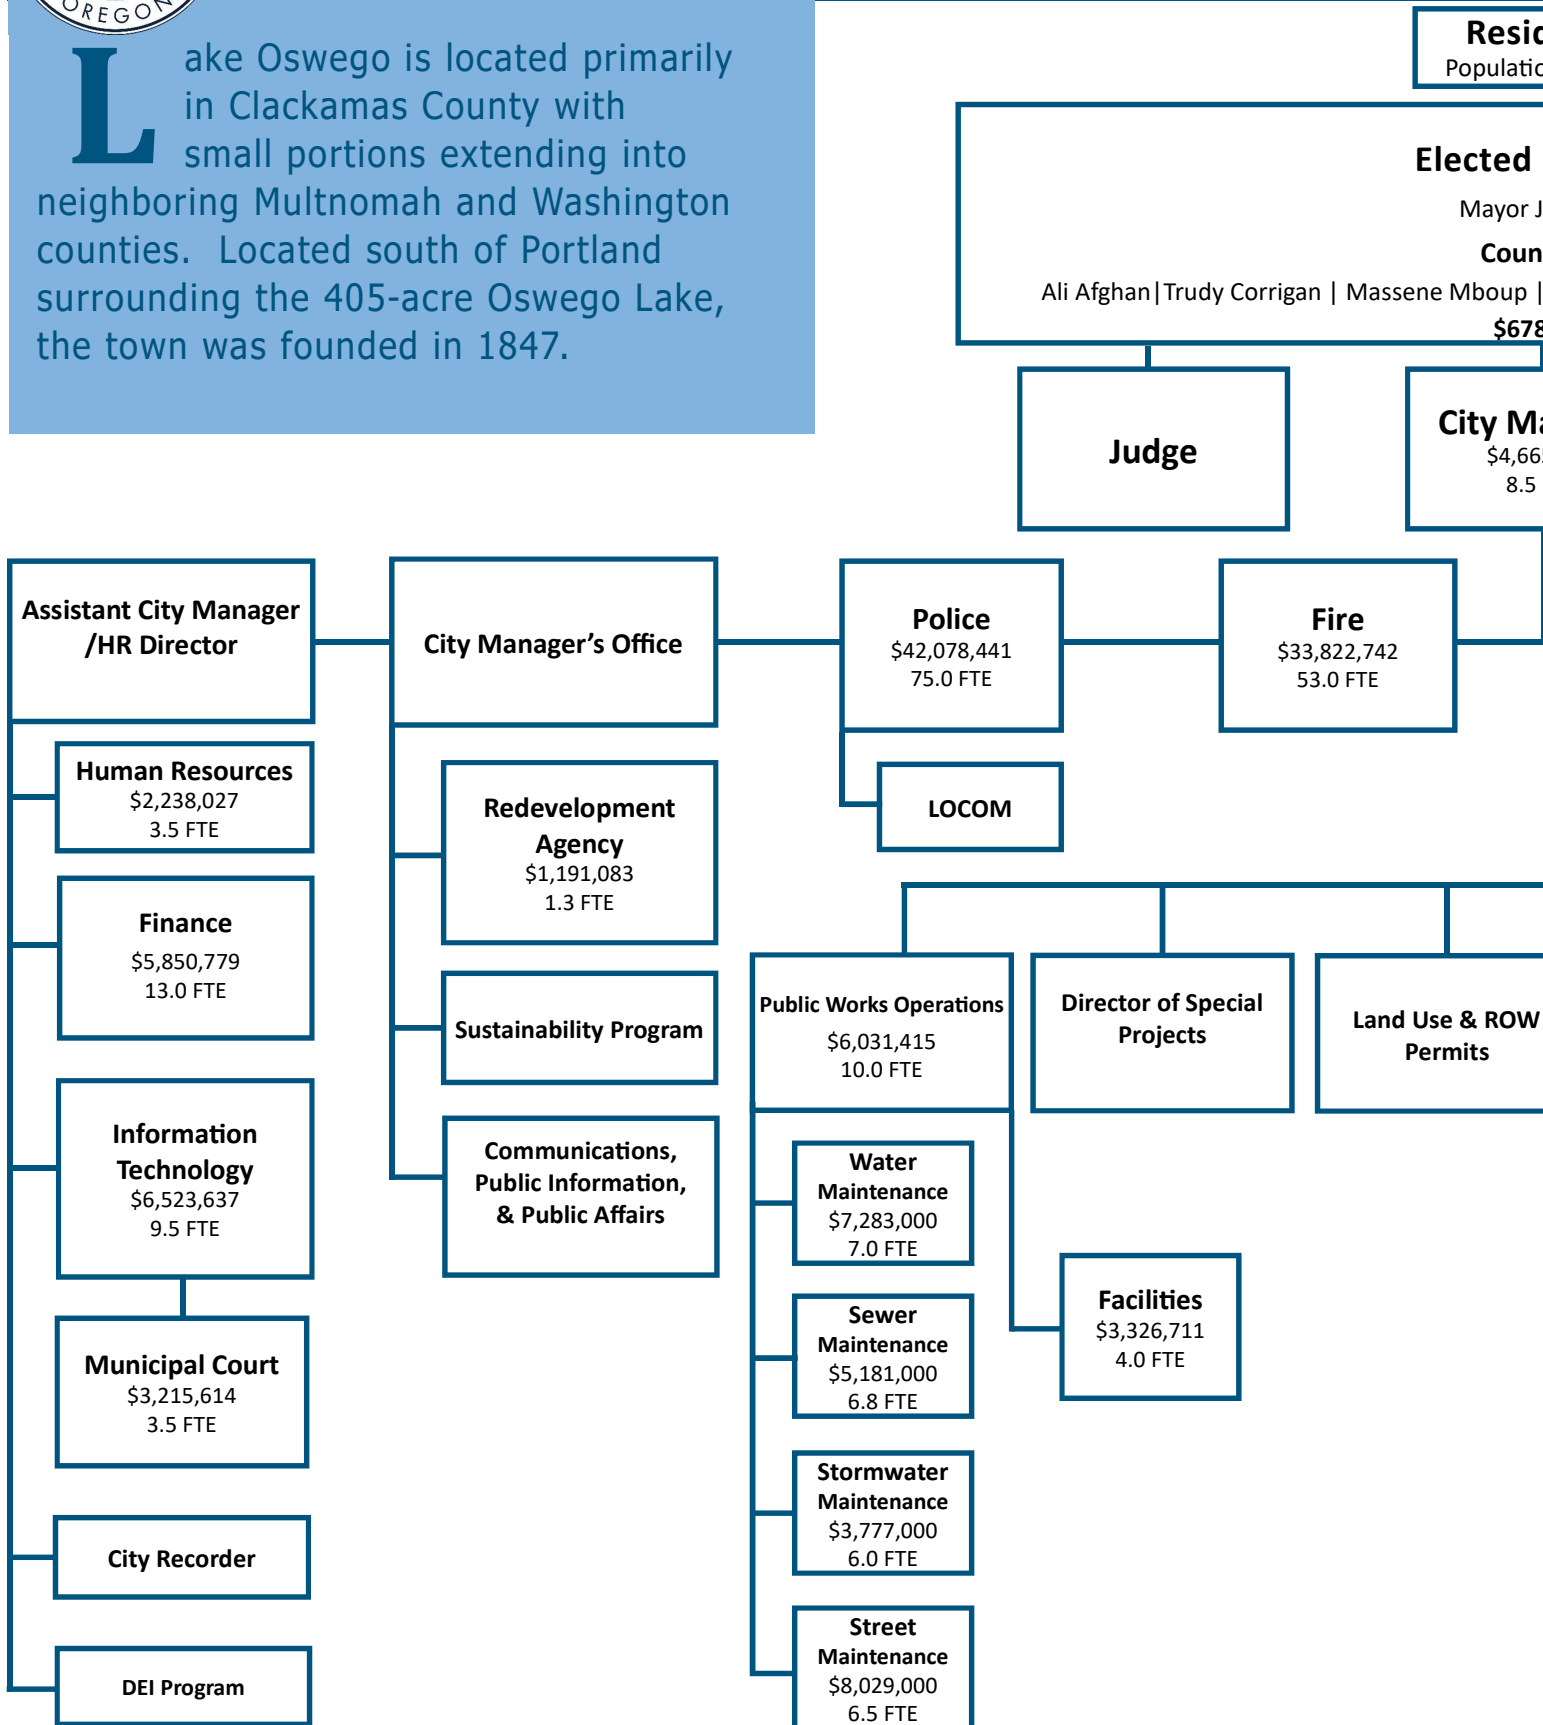 OREGON
Lake Oswego is located primarily
in Clackamas County with
small portions extending into
neighboring Multnomah and Washington
counties.  Located south of Portland
surrounding the 405-acre Oswego Lake,
the town was founded in 1847.
Elected
Mayor J
Ali Afghan|Trudy Corrigan | Massene Mboup |
$678
Judge
City Ma
$4,66
8.5
Assistant City Manager
/HR Director
City Manager’s Office
Police
$42,078,441
75.0 FTE
Fire
$33,822,742
53.0 FTE
Human Resources
$2,238,027
3.5 FTE
Finance
$5,850,779
13.0 FTE
Information
Technology
$6,523,637
9.5 FTE
Municipal Court
$3,215,614
3.5 FTE
City Recorder
DEI Program
Redevelopment
Agency
$1,191,083
1.3 FTE
Sustainability Program
Communications,
Public Information,
& Public Affairs
LOCOM
Public Works Operations
$6,031,415
10.0 FTE
Director of Special
Projects
Land Use & ROW
Permits
Water
Maintenance
$7,283,000
7.0 FTE
Sewer
Maintenance
$5,181,000
6.8 FTE
Stormwater
Maintenance
$3,777,000
6.0 FTE
Street
Maintenance
$8,029,000
6.5 FTE
Facilities
$3,326,711
4.0 FTE